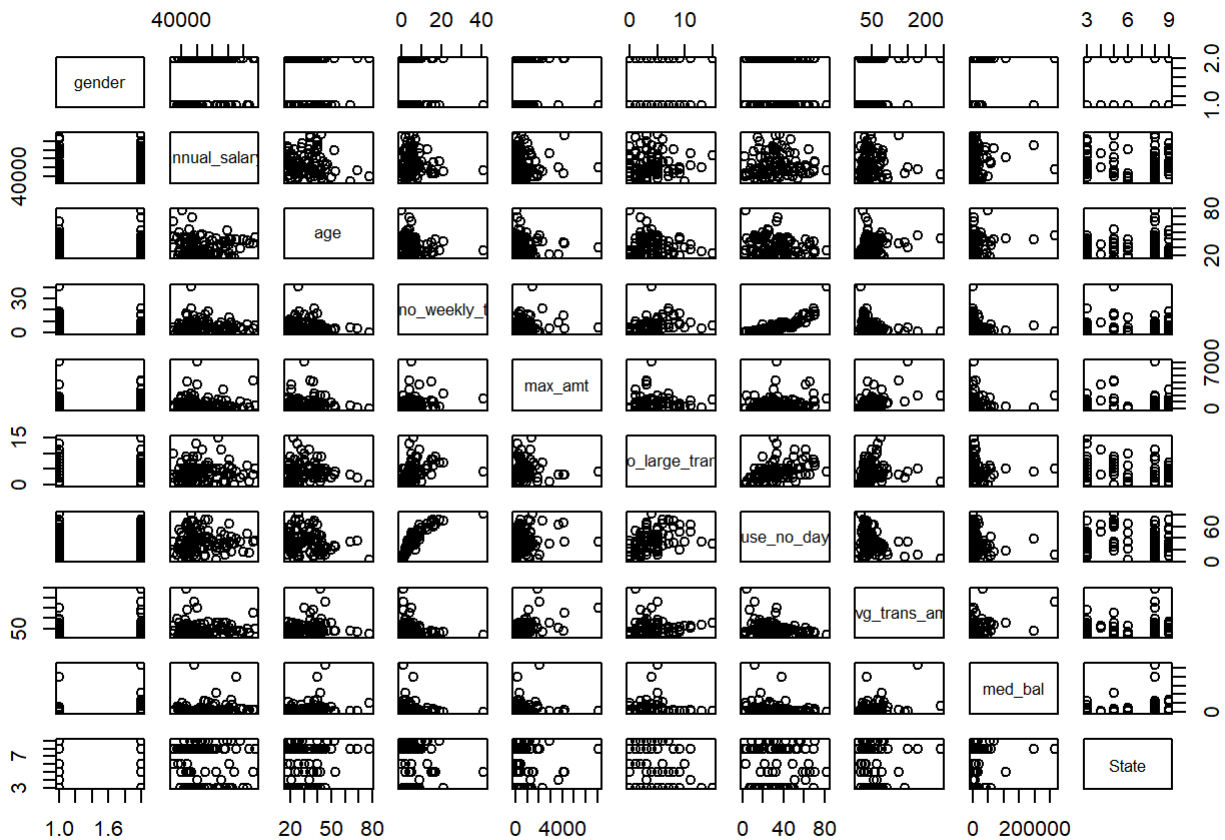 40000 0 20 40 0 10 50 200 3 6 9
gender 1.0 2.0
40000 nnual_salary
age 20 80
0 30 no_weekly_t
max_amt 0 7000
0 15 o_large_tran
use_no_day 0 60
50 vg_trans_am
med_bal 0
3 7 State
1.0 1.6 20 40 60 80 0 4000 0 40 80 0 200000